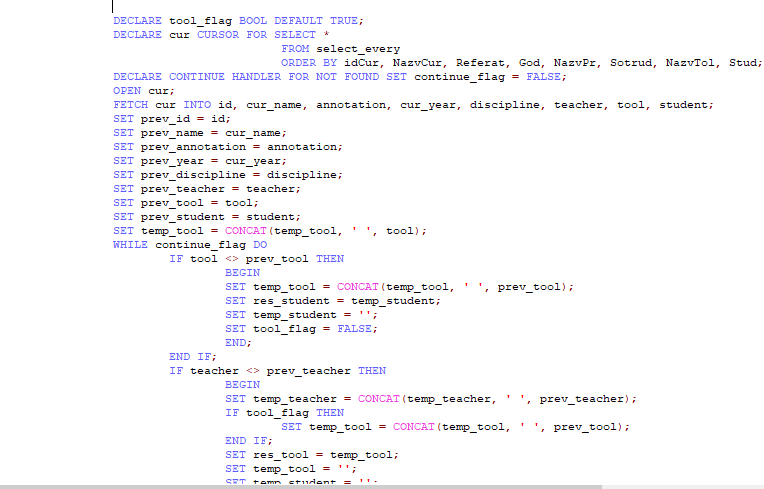 DECLARE tool_flag BOOL DEFAULT TRUE;
DECLARE cur CURSOR FOR SELECT *
FROM select_every
ORDER BY idCur, NazvCur, Referat, God, NazvPr, Sotrud, NazvTol, Stud;
DECLARE CONTINUE HANDLER FOR NOT FOUND SET continue_flag = FALSE;
OPEN cur;
FETCH cur INTO id, cur_name, annotation, cur_year, discipline, teacher, tool, student;
SET prev_id = id;
SET prev_name = cur_name;
SET prev_annotation = annotation;
SET prev_year = cur_year;
SET prev_discipline = discipline;
SET prev_teacher = teacher;
SET prev_tool = tool;
SET prev_student = student;
SET temp_tool = CONCAT(temp_tool, ' ', tool);
WHILE continue_flag DO
IF tool <> prev_tool THEN
BEGIN
SET temp_tool = CONCAT(temp_tool, ' ', prev_tool);
SET res_student = temp_student;
SET temp_student = '';
SET tool_flag = FALSE;
END;
END IF;
IF teacher <> prev_teacher THEN
BEGIN
SET temp_teacher = CONCAT(temp_teacher, ' ', prev_teacher);
IF tool_flag THEN
SET temp_tool = CONCAT(temp_tool, ' ', prev_tool);
END IF;
SET res_tool = temp_tool;
SET temp_tool = '';
SET temp_student = '';